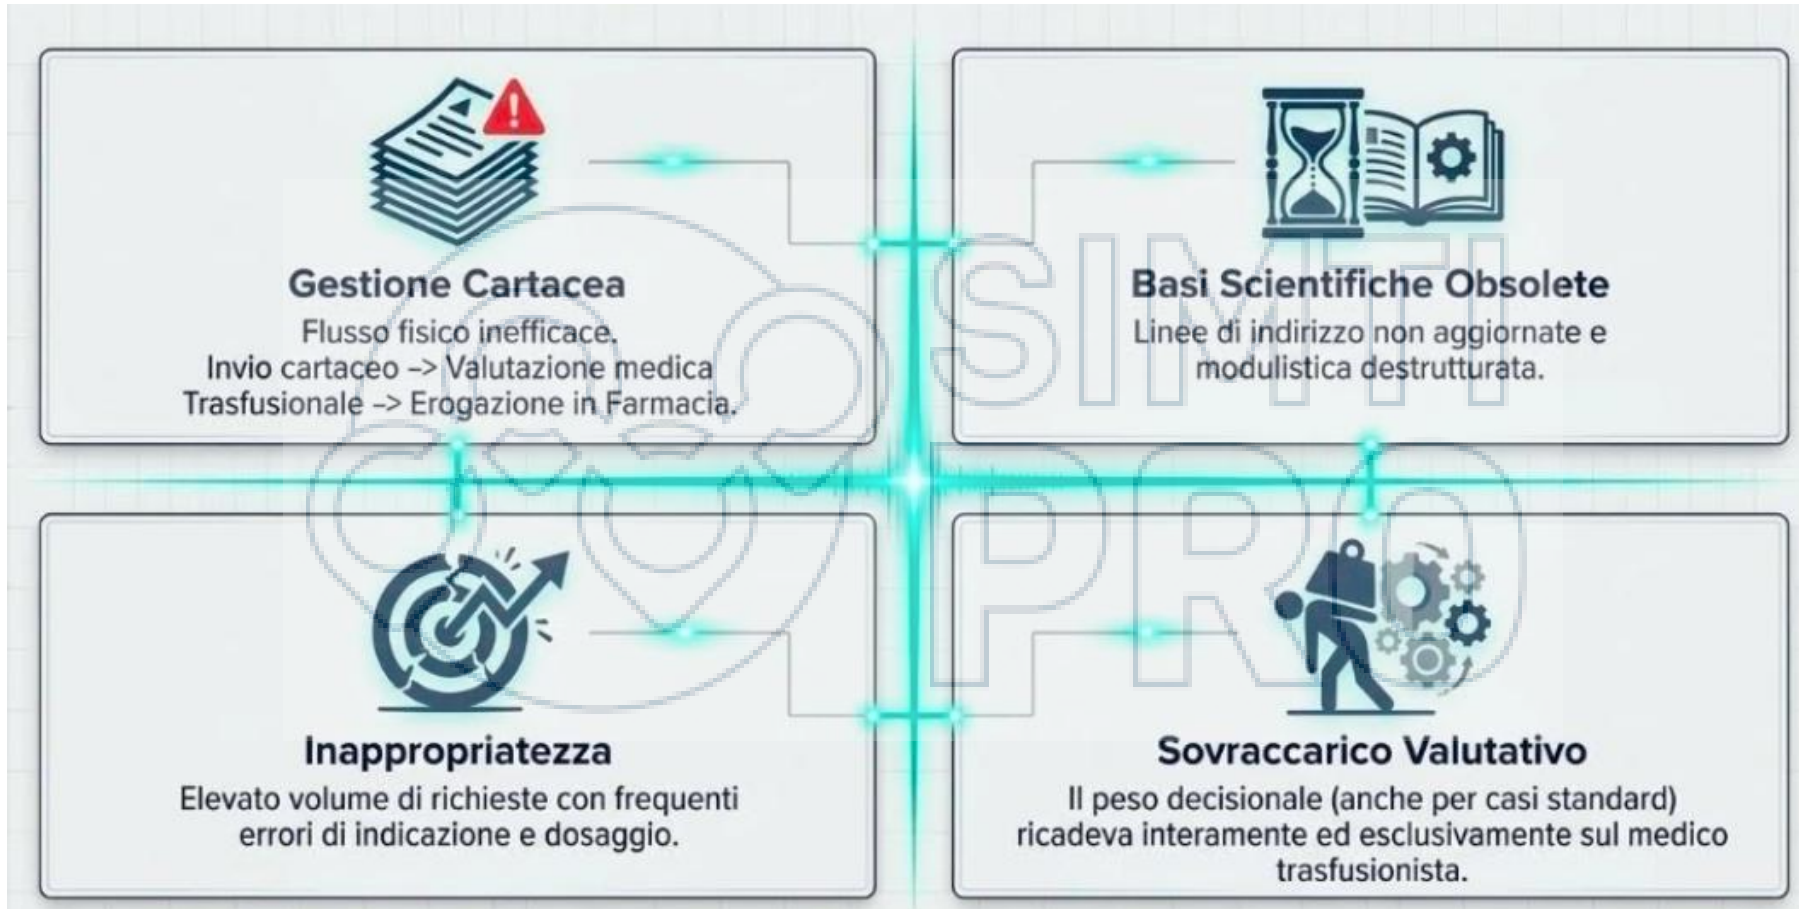 Gestione Cartacea
Flusso fisico inefficace.
Invio cartaceo –> Valutazione medica
Trasfusionale –> Erogazione in Farmacia.
Basi Scientifiche Obsolete
Linee di indirizzo non aggiornate e
modulistica destrutturata.
Inappropriatezza
Elevato volume di richieste con frequenti
errori di indicazione e dosaggio.
Sovraccarico Valutativo
Il peso decisionale (anche per casi standard)
ricadeva interamente ed esclusivamente sul medico
trasfusionista.
SIMTI
PRO